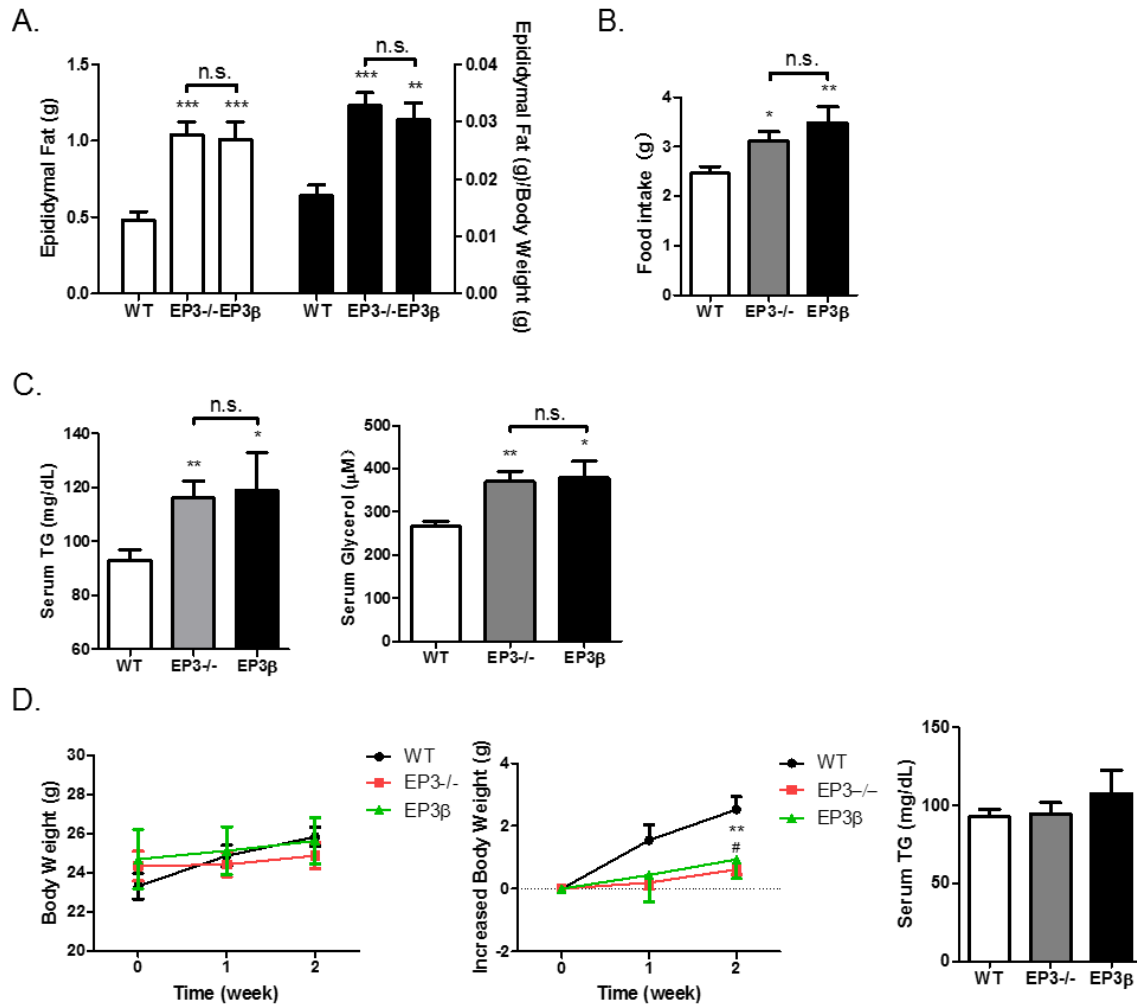 A.
Epididymal Fat (g)
1.5
1.0
0.5
0.0
n.s.
*** ***
WT EP3-/- EP3β
n.s.
*** **
WT EP3-/- EP3β
0.04
0.03
0.02
0.01
0.00
Epididymal Fat (g)/Body Weight (g)
B.
Food intake (g)
4
3
2
1
0
n.s.
* **
WT EP3-/- EP3β
C.
Serum TG (mg/dL)
140
120
100
80
60
n.s.
** *
WT EP3-/- EP3β
Serum Glycerol (μM)
500
400
300
200
100
0
n.s.
** *
WT EP3-/- EP3β
D.
Body Weight (g)
30
28
26
24
22
20
0 1 2
Time (week)
WT
EP3-/-
EP3β
Increased Body Weight (g)
4
2
0
-2
0 1 2
Time (week)
**
#
WT
EP3–/–
EP3β
Serum TG (mg/dL)
150
100
50
0
WT EP3-/- EP3β